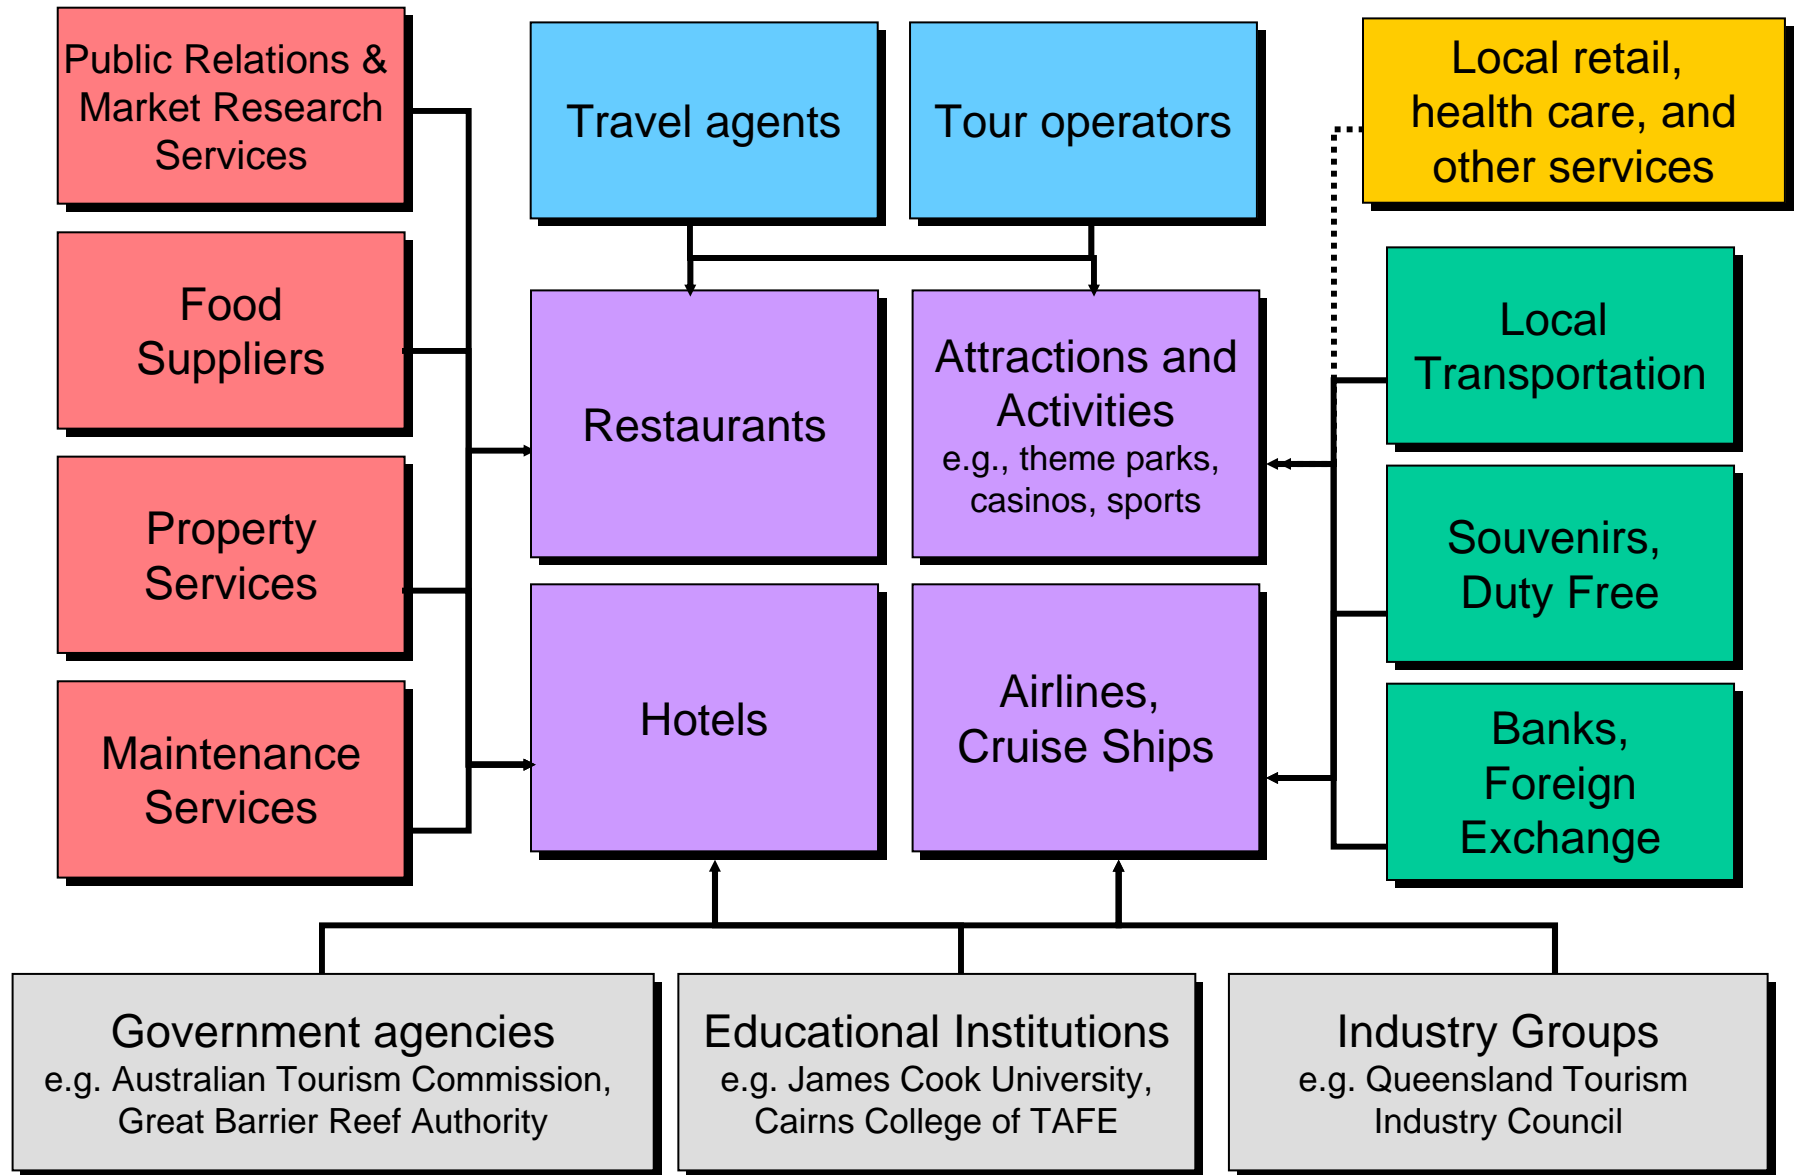 Public Relations &
Market Research
Services
Travel agents
Tour operators
Local retail,
health care, and
other services
Food
Suppliers
Restaurants
Attractions and
Activities
e.g., theme parks,
casinos, sports
Local
Transportation
Property
Services
Souvenirs,
Duty Free
Maintenance
Services
Hotels
Airlines,
Cruise Ships
Banks,
Foreign
Exchange
Government agencies
e.g. Australian Tourism Commission,
Great Barrier Reef Authority
Educational Institutions
e.g. James Cook University,
Cairns College of TAFE
Industry Groups
e.g. Queensland Tourism
Industry Council